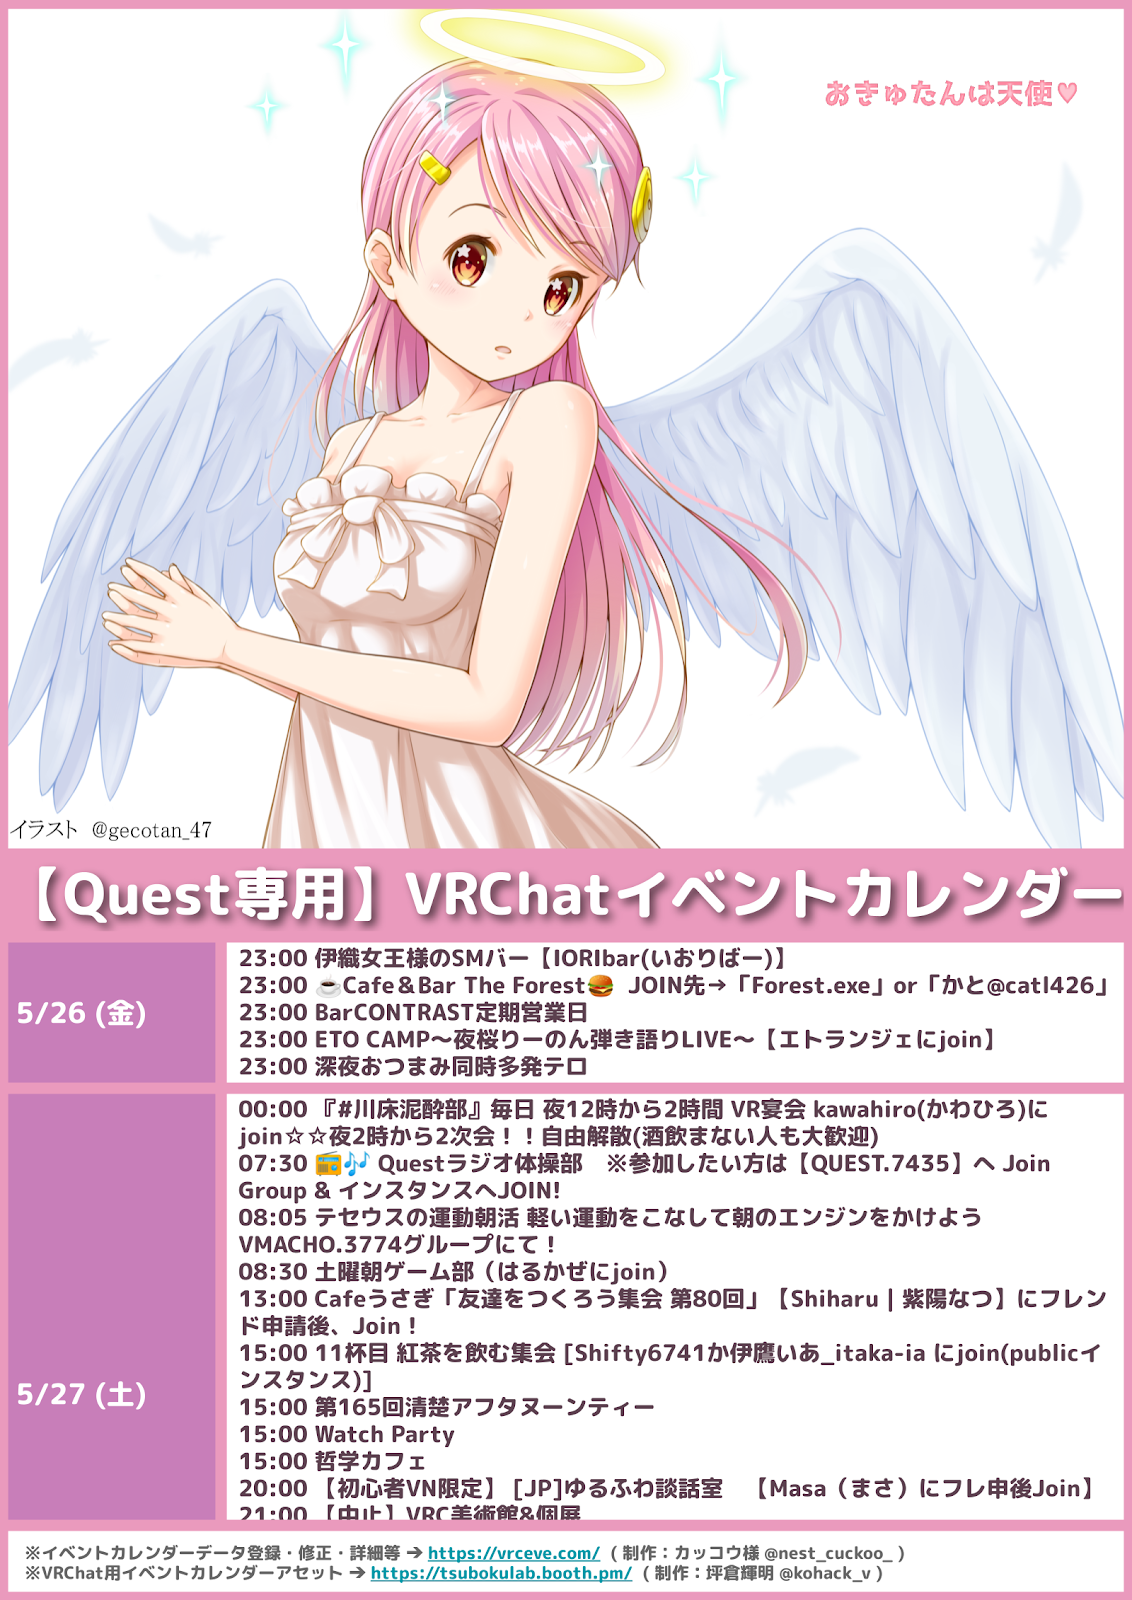 おきゅたんは天使♥
イラスト @gecotan_47
【Quest専用】VRChatイベントカレンダー
5/26 (金)
23:00 伊織女王様のSMバー【IORIbar(いおりばー)】
23:00 ☕Cafe＆Bar The Forest🍔 JOIN先→「Forest.exe」or「かと@catl426」
23:00 BarCONTRAST定期営業日
23:00 ETO CAMP〜夜桜りーのん弾き語りLIVE〜【エトランジェにjoin】
23:00 深夜おつまみ同時多発テロ
5/27 (土)
00:00 『#川床泥酔部』毎日 夜12時から2時間 VR宴会 kawahiro(かわひろ)に
join☆☆夜2時から2次会！！自由解散(酒飲まない人も大歓迎)
07:30 📻🎶 Questラジオ体操部　※参加したい方は【QUEST.7435】へ Join
Group & インスタンスへJOIN!
08:05 テセウスの運動朝活 軽い運動をこなして朝のエンジンをかけよう
VMACHO.3774グループにて！
08:30 土曜朝ゲーム部（はるかぜにjoin）
13:00 Cafeうさぎ「友達をつくろう集会 第80回」【Shiharu | 紫陽なつ】にフレン
ド申請後、Join！
15:00 11杯目 紅茶を飲む集会 [Shifty6741か伊鷹いあ_itaka-ia にjoin(publicイ
ンスタンス)]
15:00 第165回清楚アフタヌーンティー
15:00 Watch Party
15:00 哲学カフェ
20:00 【初心者VN限定】 [JP]ゆるふわ談話室　【Masa（まさ）にフレ申後Join】
21:00 【中止】VRC美術館&個展
※イベントカレンダーデータ登録・修正・詳細等 ➔ https://vrceve.com/ ( 制作：カッコウ様 @nest_cuckoo_ )
※VRChat用イベントカレンダーアセット ➔ https://tsubokulab.booth.pm/ ( 制作：坪倉輝明 @kohack_v )